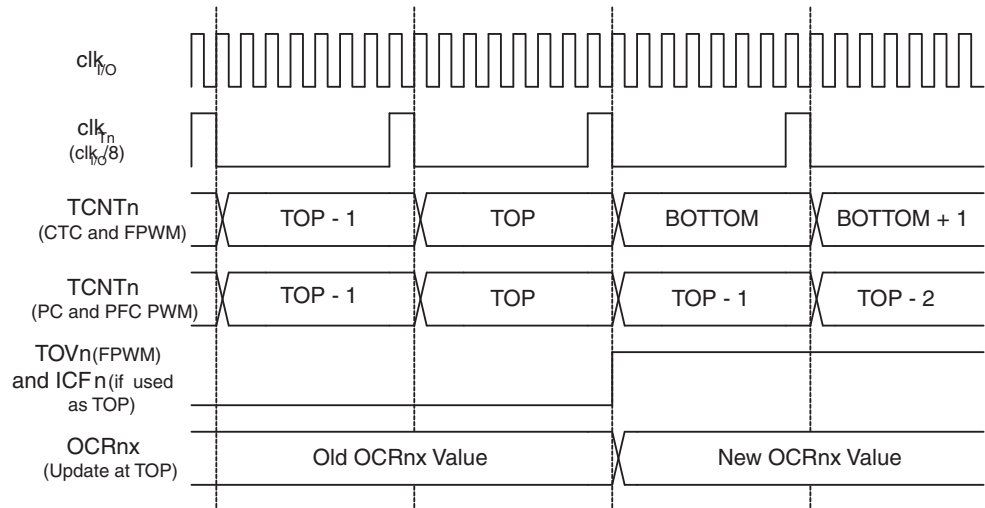 clkI/O
clkTn
(clkI/O/8)
TCNTn
(CTC and FPWM)
TOP - 1
TOP
BOTTOM
BOTTOM + 1
TCNTn
(PC and PFC PWM)
TOP - 1
TOP
TOP - 1
TOP - 2
TOVn(FPWM)
and ICFn(if used
as TOP)
OCRnx
(Update at TOP)
Old OCRnx Value
New OCRnx Value